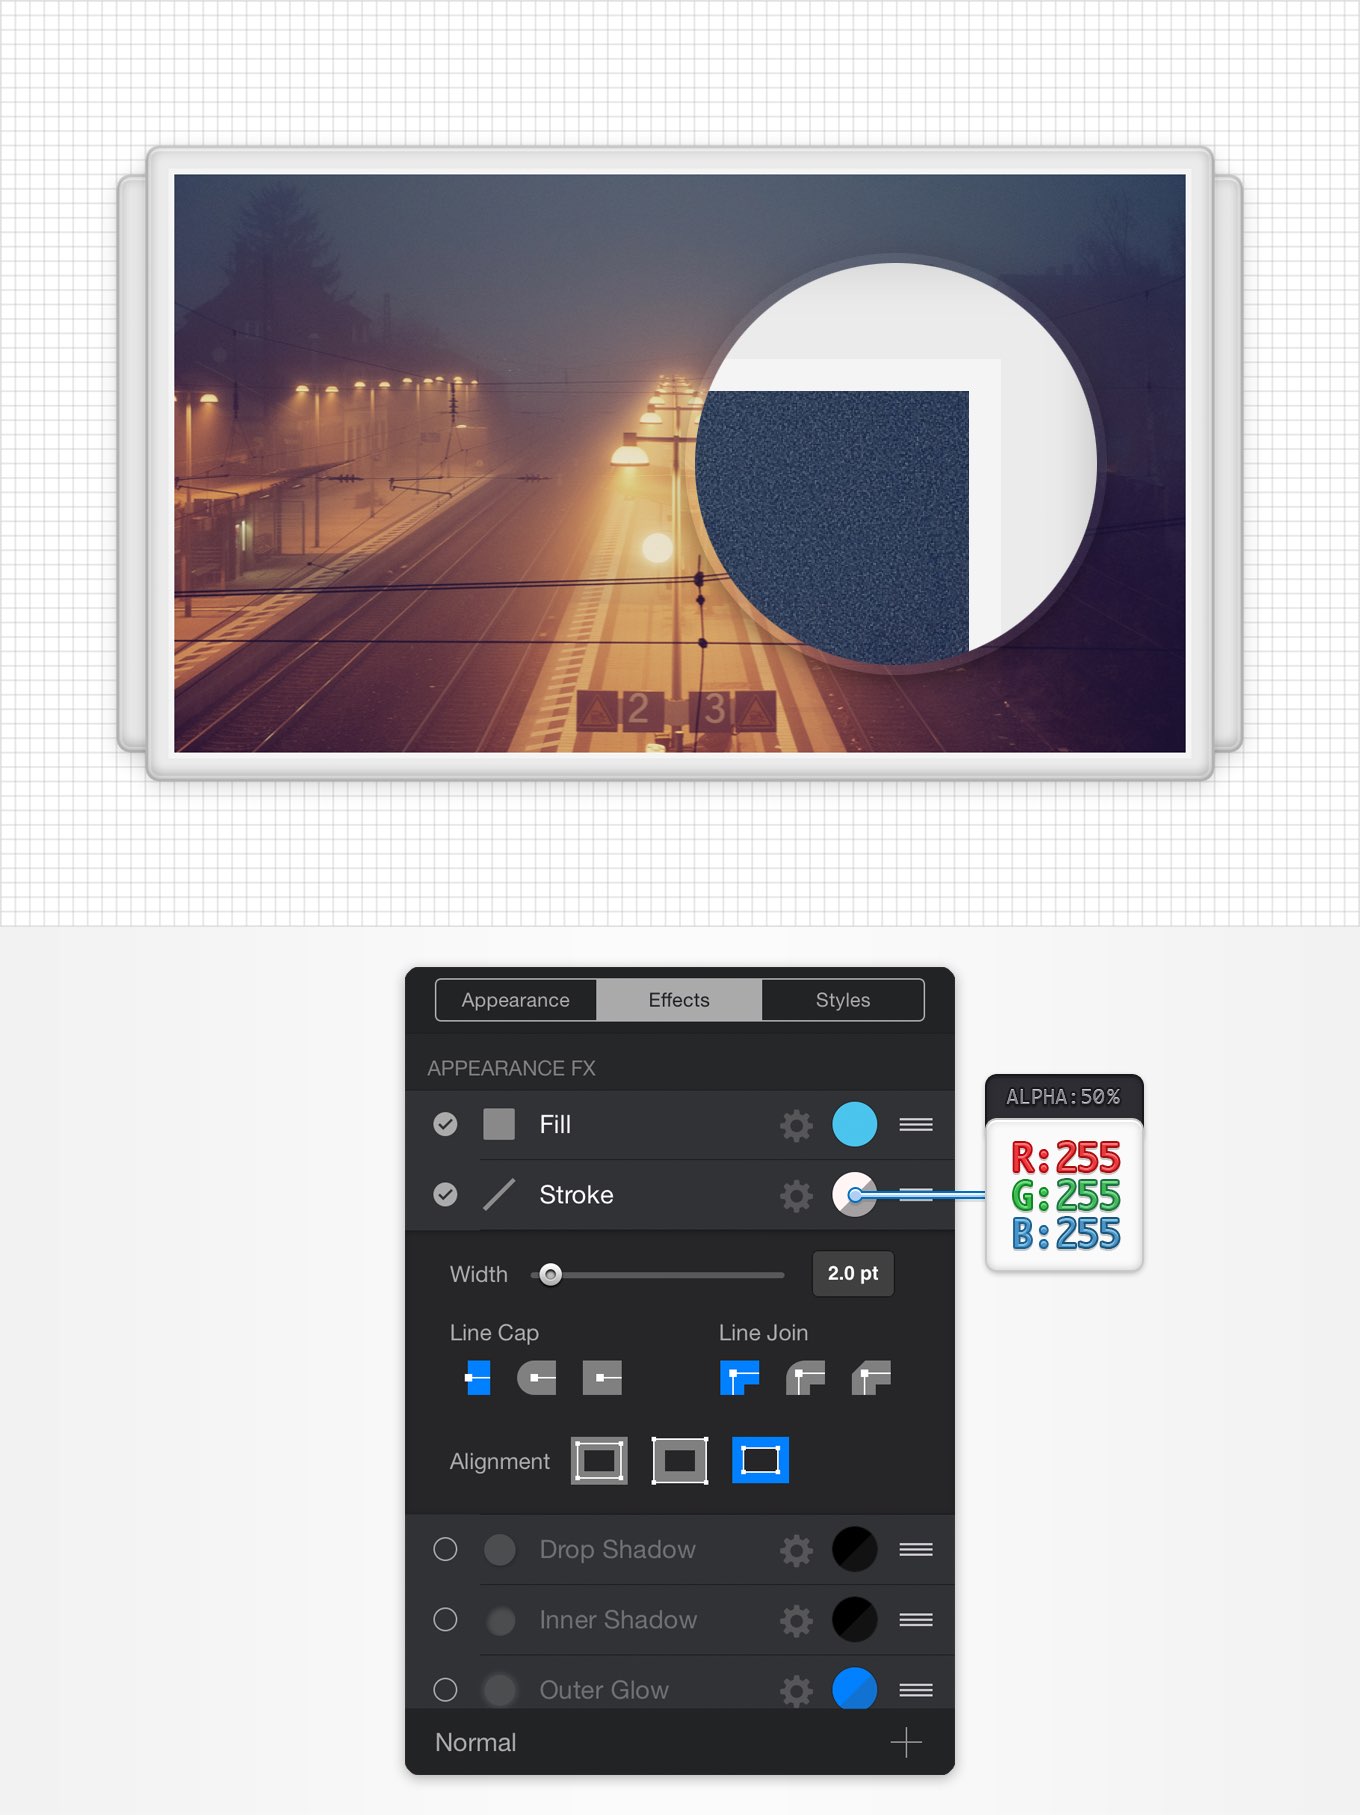 2 3
Appearance Effects Styles
APPEARANCE FX
Fill
Stroke
ALPHA:50%
R:255
G:255
B:255
Width 2.0 pt
Line Cap Line Join
Alignment
Drop Shadow
Inner Shadow
Outer Glow
Normal